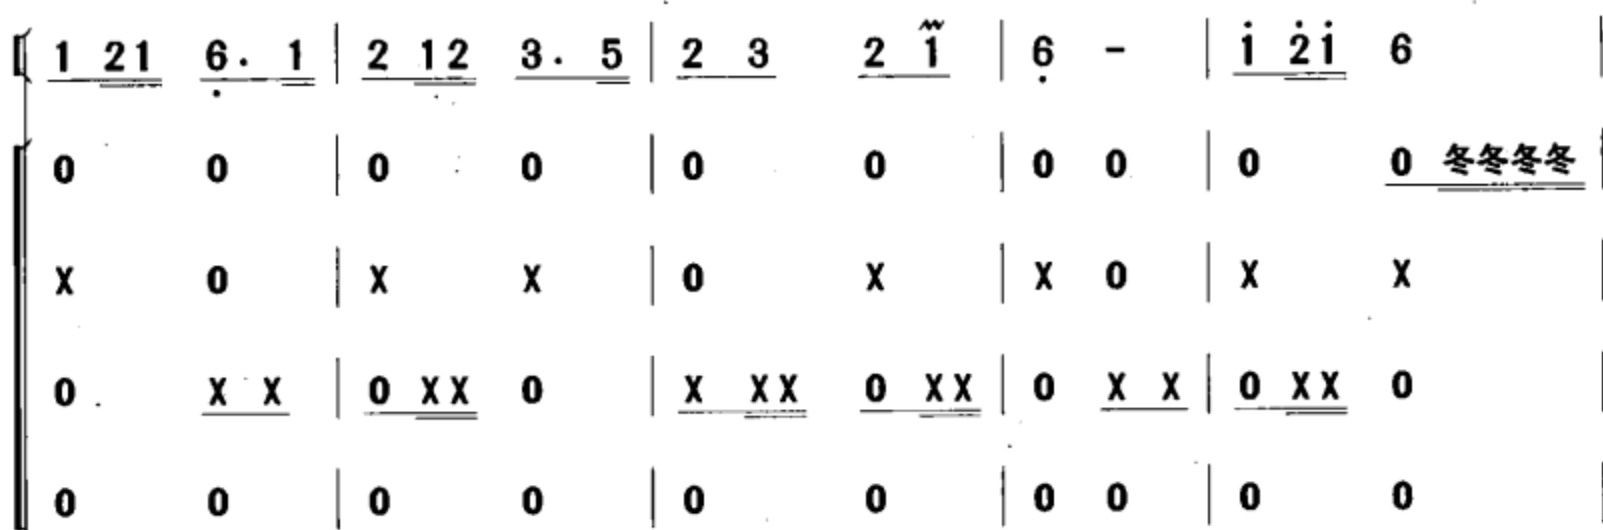 1 21 6. 1 | 2 12 3. 5 | 2 3 2 1 | 6 - | 1 21 6 |
0 0 | 0 0 | 0 0 | 0 0 | 0 0 冬冬冬冬 |
X 0 | X X | 0 X | X 0 | X X |
0 X X | 0 XX 0 | X XX 0 XX | 0 X X | 0 XX 0 |
0 0 | 0 0 | 0 0 | 0 0 | 0 0 |